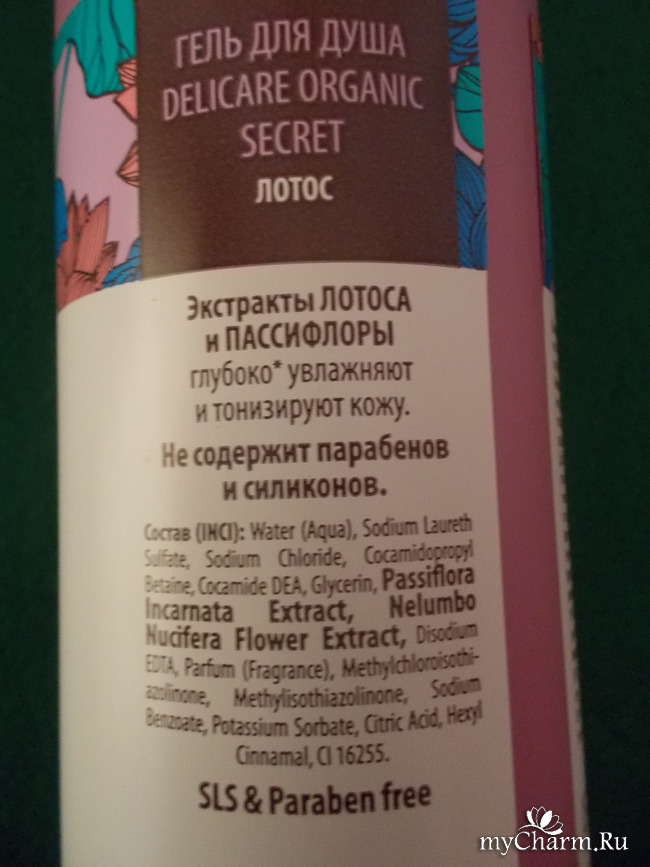 ГЕЛЬ ДЛЯ ДУША
DELICARE ORGANIC
SECRET
ЛОТОС
Экстракты ЛОТОСА
и ПАССИФЛОРЫ
глубоко* увлажняют
и тонизируют кожу.
Не содержит парабенов
и силиконов.
Состав (INCI): Water (Aqua), Sodium Laureth
Sulfate, Sodium Chloride, Cocamidopropyl
Betaine, Cocamide DEA, Glycerin, Passiflora
Incarnata Extract, Nelumbo
Nucifera Flower Extract, Disodium
EDTA, Parfum (Fragrance), Methylchloroisothi-
azolinone, Methylisothiazolinone, Sodium
Benzoate, Potassium Sorbate, Citric Acid, Hexyl
Cinnamal, CI 16255.
SLS & Paraben free
myCharm.Ru